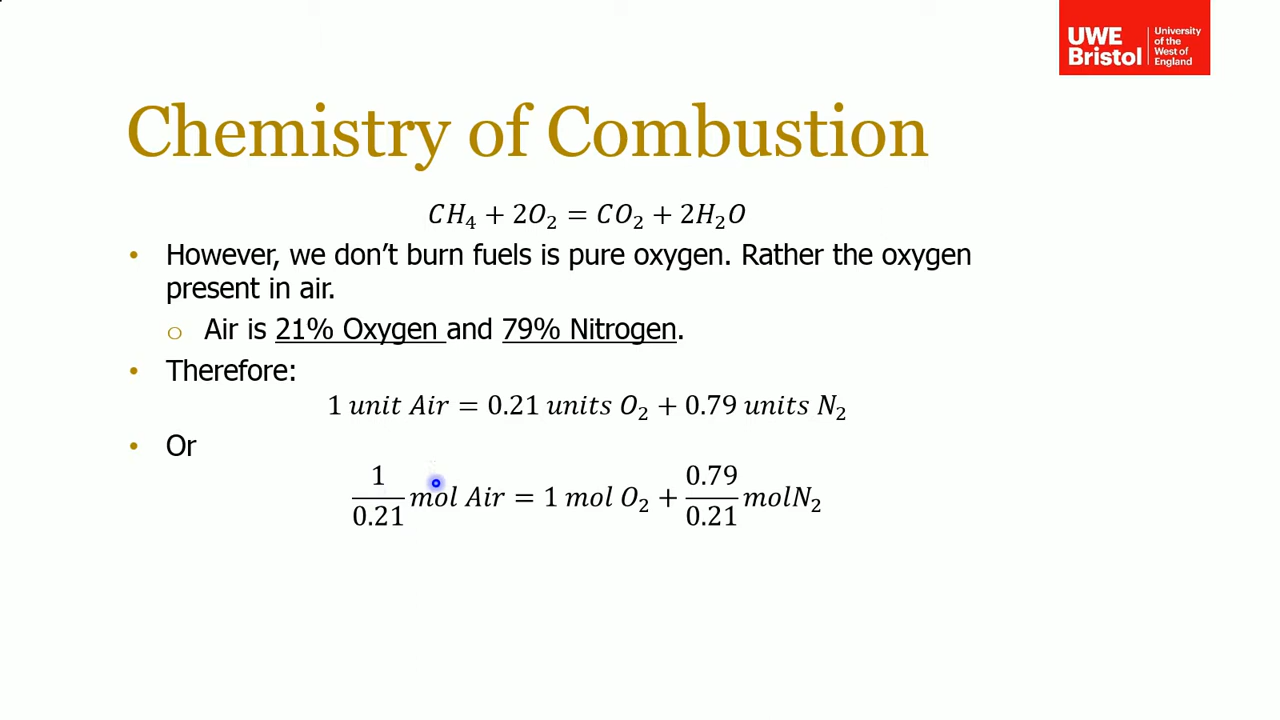 UWE Bristol
University of the West of England
Chemistry of Combustion
CH₄ + 2O₂ = CO₂ + 2H₂O
• However, we don’t burn fuels is pure oxygen. Rather the oxygen
present in air.
o Air is 21% Oxygen and 79% Nitrogen.
• Therefore:
1 unit Air = 0.21 units O₂ + 0.79 units N₂
• Or
1/0.21 mol Air = 1 mol O₂ + 0.79/0.21 molN₂